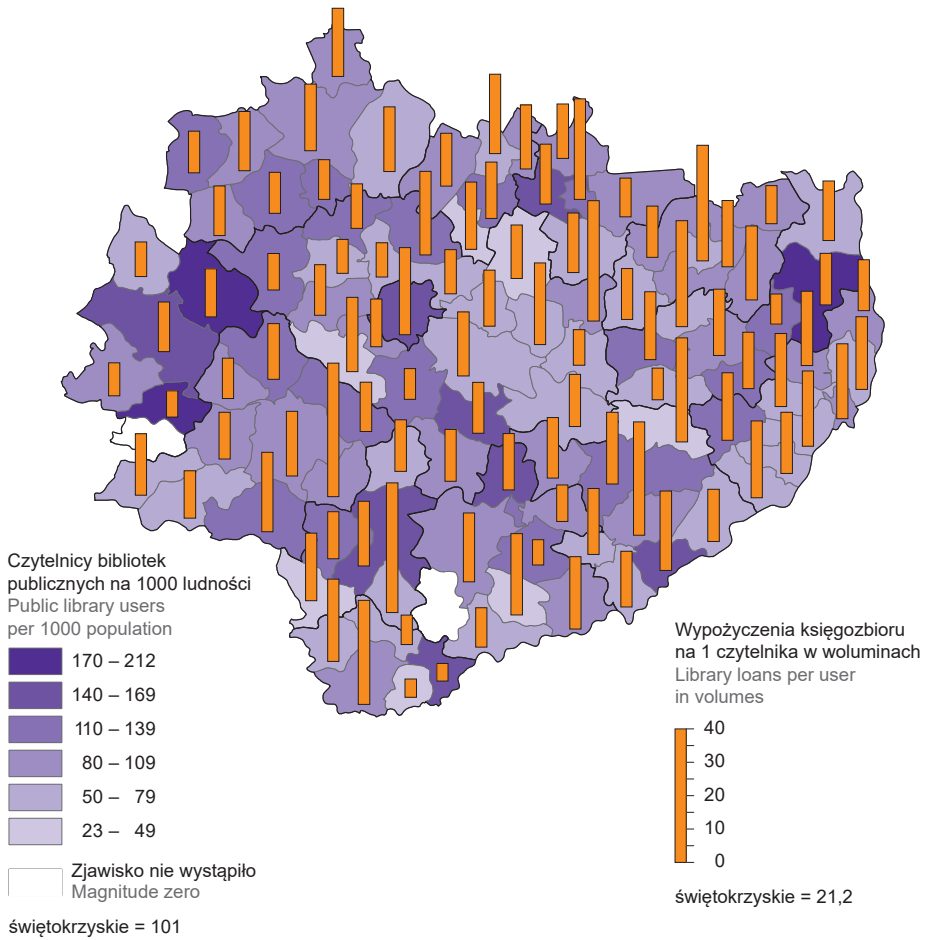 Czytelnicy bibliotek
publicznych na 1000 ludności
Public library users
per 1000 population
170 – 212
140 – 169
110 – 139
80 – 109
50 – 79
23 – 49
Zjawisko nie wystąpiło
Magnitude zero
świętokrzyskie = 101
Wypożyczenia księgozbioru
na 1 czytelnika w woluminach
Library loans per user
in volumes
40
30
20
10
0
świętokrzyskie = 21,2